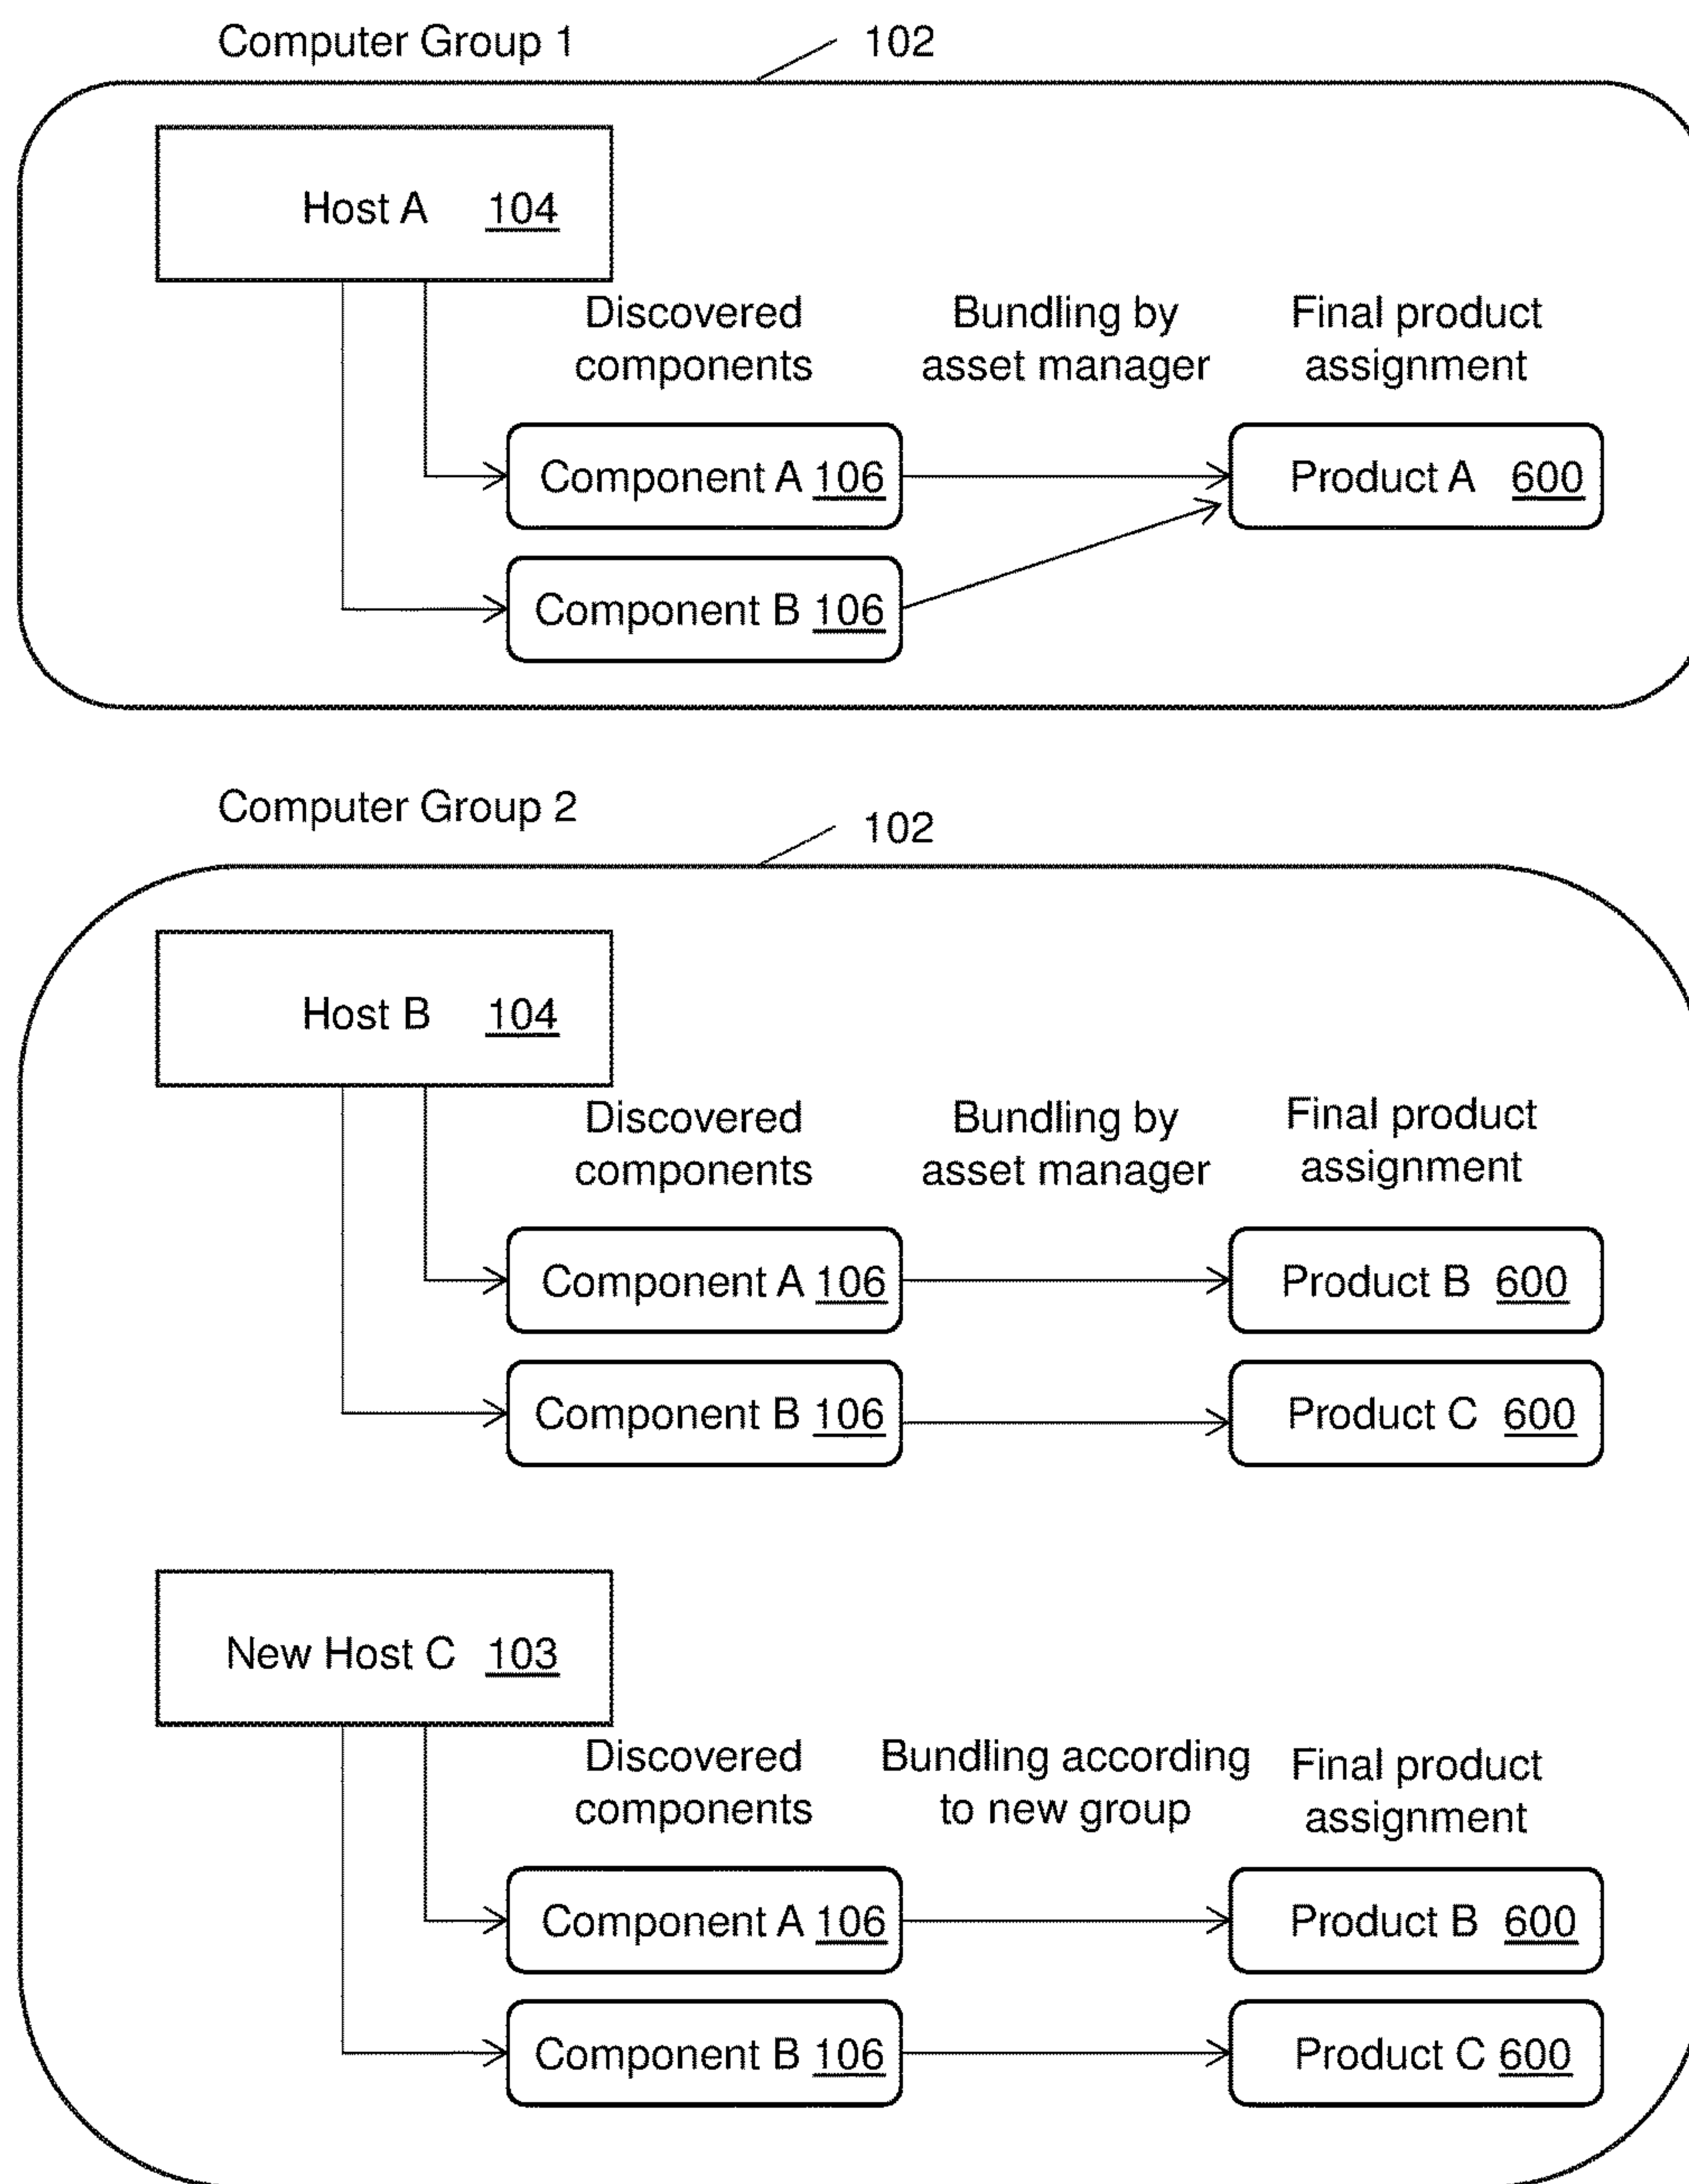 Computer Group 1
102
Host A 104
Discovered components
Bundling by asset manager
Final product assignment
Component A 106
Product A 600
Component B 106
Computer Group 2
102
Host B 104
Discovered components
Bundling by asset manager
Final product assignment
Component A 106
Product B 600
Component B 106
Product C 600
New Host C 103
Discovered components
Bundling according to new group
Final product assignment
Component A 106
Product B 600
Component B 106
Product C 600